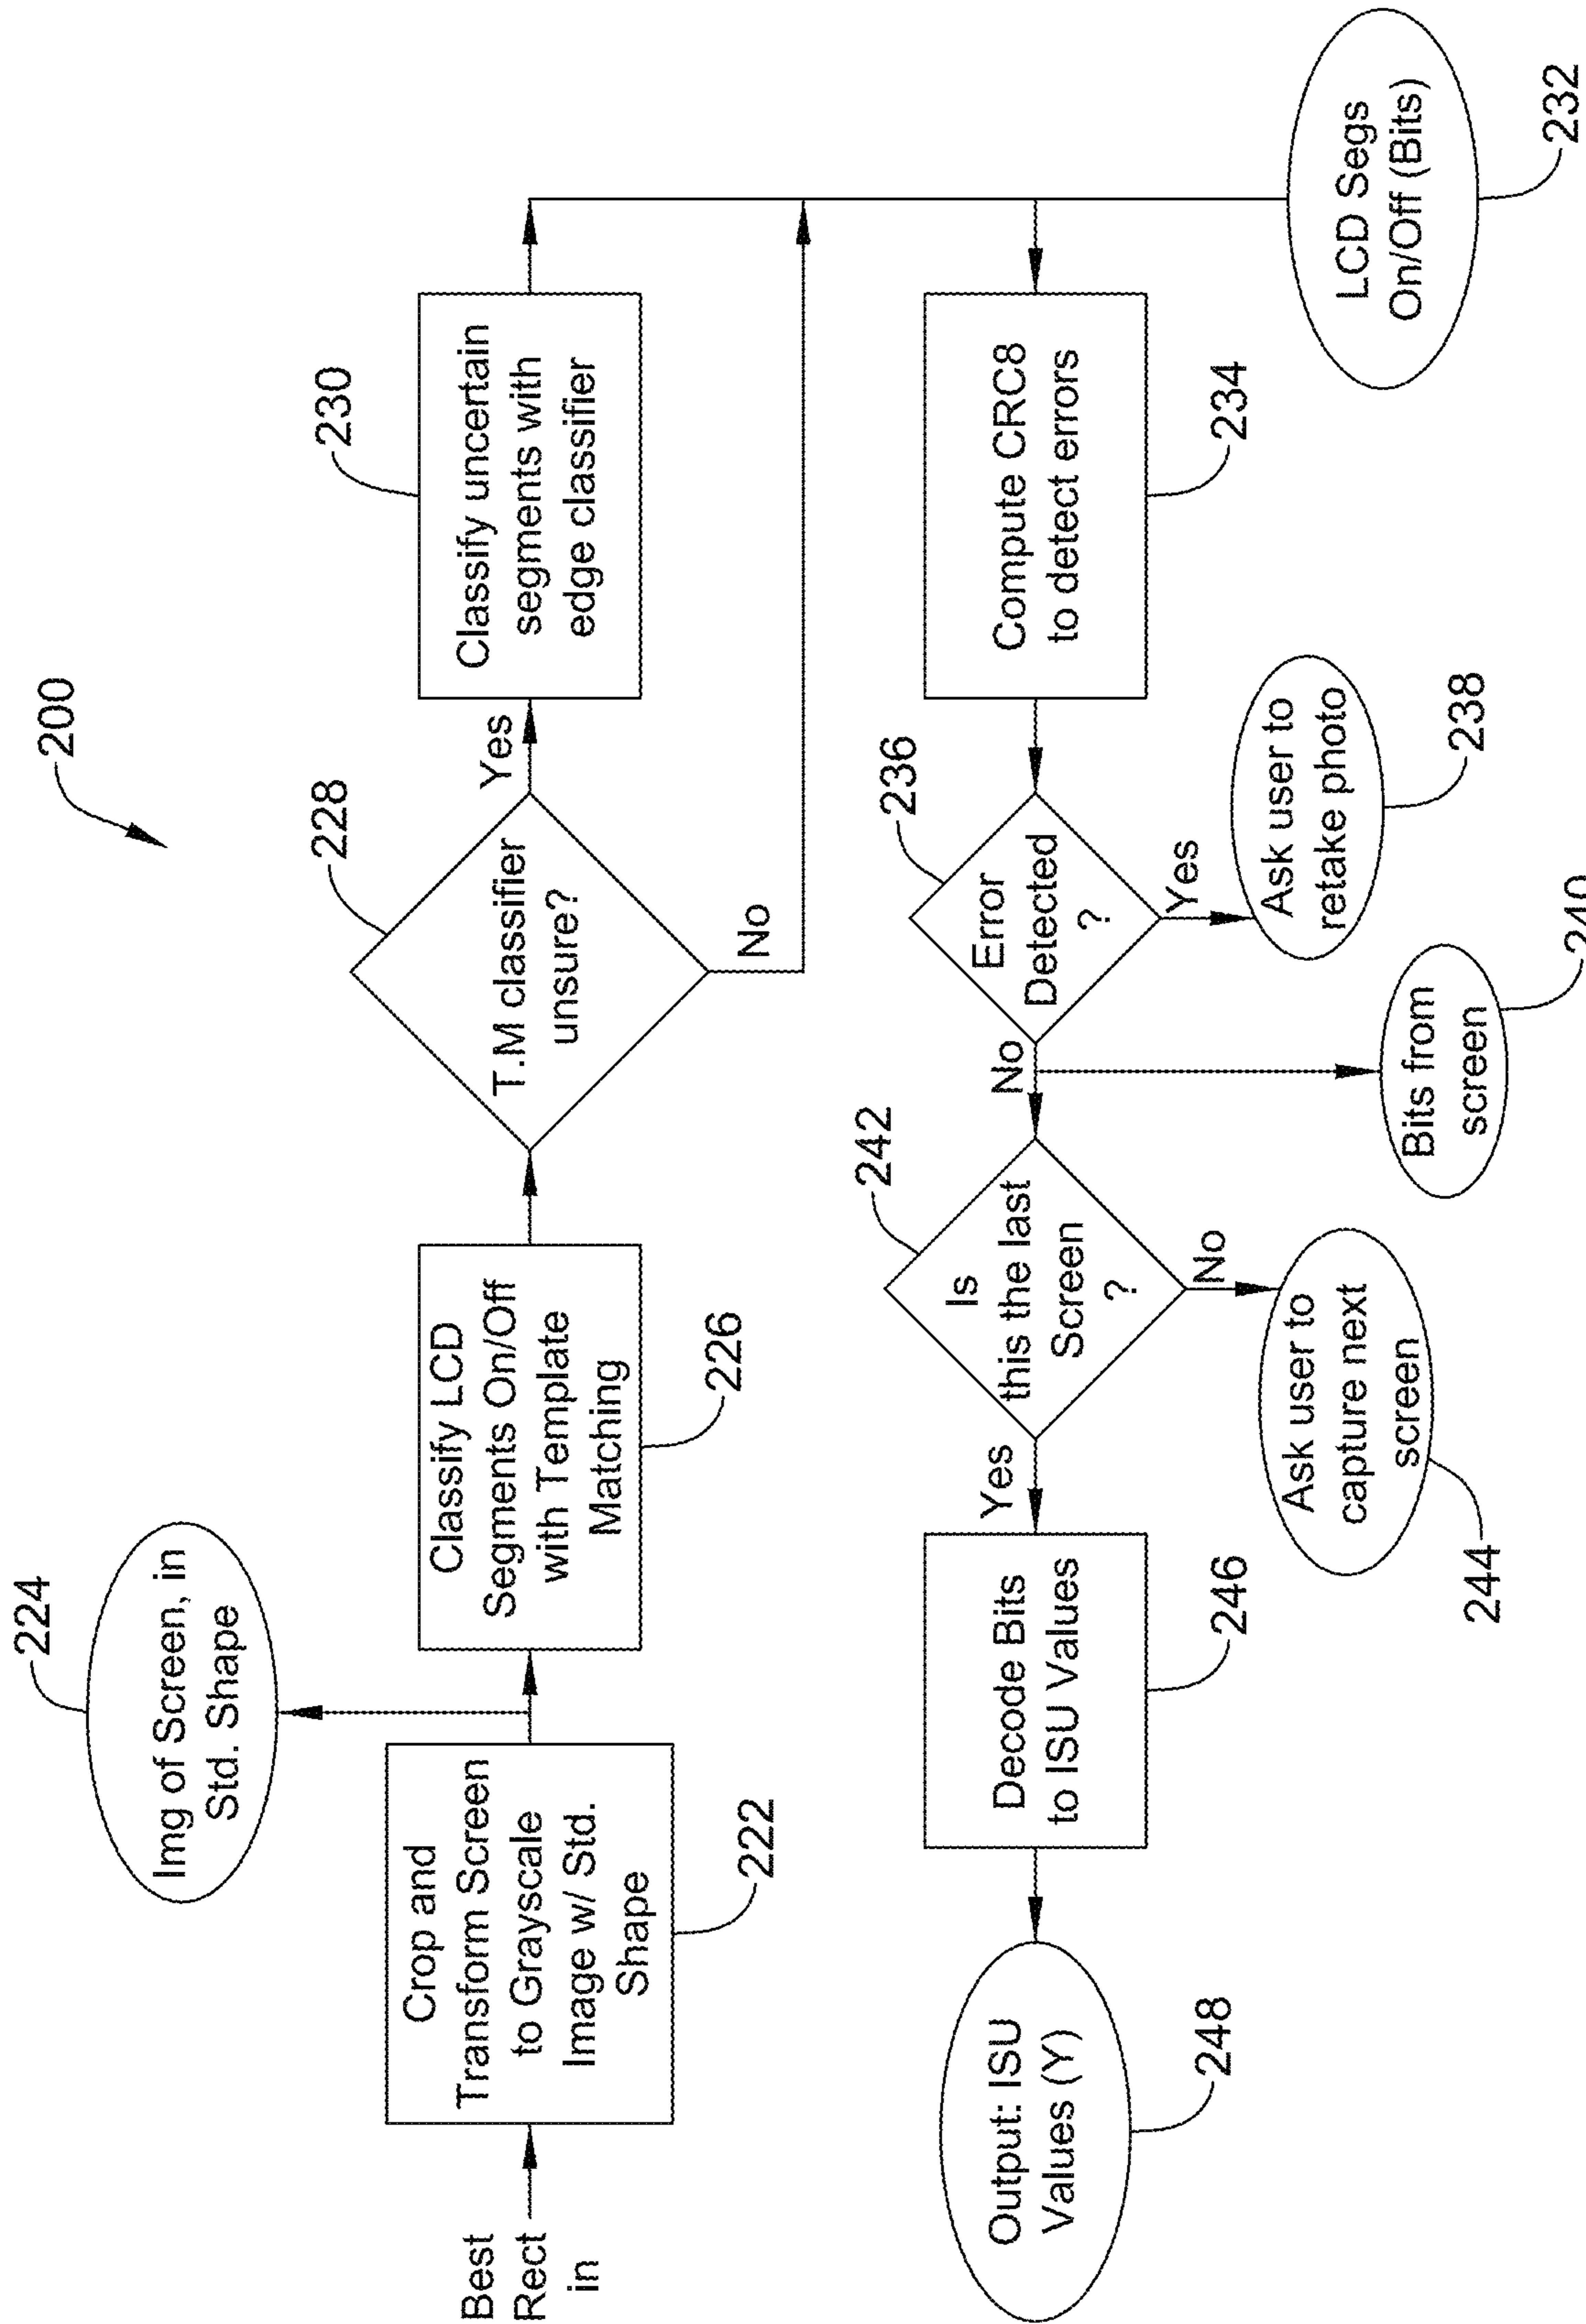 200
Best
Rect
in
Crop and
Transform Screen
to Grayscale
Image w/ Std.
Shape
222
Img of Screen, in
Std. Shape
224
Classify LCD
Segments On/Off
with Template
Matching
226
T.M classifier
unsure?
228
Yes
No
Classify uncertain
segments with
edge classifier
230
LCD Segs
On/Off (Bits)
232
Compute CRC8
to detect errors
234
Error
Detected
?
236
Yes
Ask user to
retake photo
238
No
Bits from
screen
240
Is
this the last
Screen
?
242
No
Ask user to
capture next
screen
244
Yes
Decode Bits
to ISU Values
246
Output: ISU
Values (Y)
248